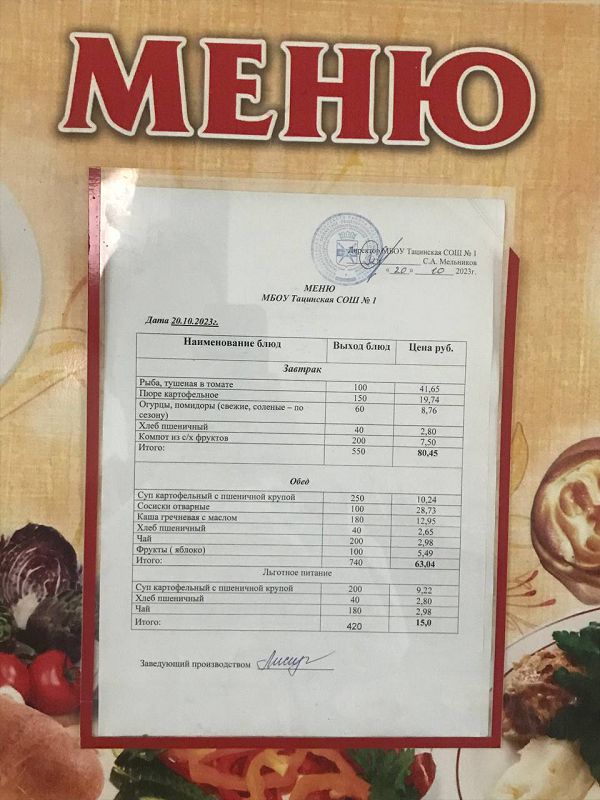 МЕНЮ
Директор МБОУ Тацинская СОШ № 1
С.А. Мельников
« 20 » 10 2023г.
МЕНЮ
МБОУ Тацинская СОШ № 1
Дата 20.10.2023г.
Наименование блюд Выход блюд Цена руб.
Завтрак
Рыба, тушеная в томате 100 41,65
Пюре картофельное 150 19,74
Огурцы, помидоры (свежие, соленые – по 60 8,76
сезону)
Хлеб пшеничный 40 2,80
Компот из с/х фруктов 200 7,50
Итого: 550 80,45
Обед
Суп картофельный с пшеничной крупой 250 10,24
Сосиски отварные 100 28,73
Каша гречневая с маслом 180 12,95
Хлеб пшеничный 40 2,65
Чай 200 2,98
Фрукты ( яблоко) 100 5,49
Итого: 740 63,04
Льготное питание
Суп картофельный с пшеничной крупой 200 9,22
Хлеб пшеничный 40 2,80
Чай 180 2,98
Итого: 420 15,0
Заведующий производством